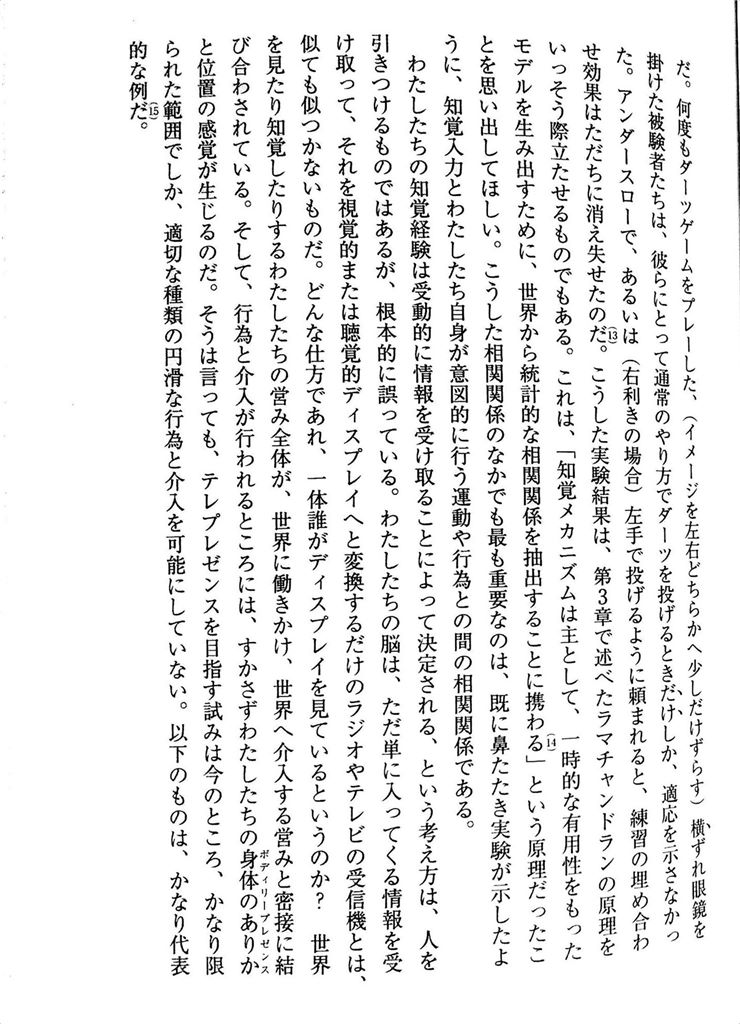 だ。何度もダーツゲームをプレーした、（イメージを左右どちらかへ少しだけずらす）横ずれ眼鏡を
掛けた被験者たちは、彼らにとって通常のやり方でダーツを投げるときだけしか、適応を示さなかっ
た。アンダースローで、あるいは（右利きの場合）左手で投げるように頼まれると、練習の埋め合わ
せ効果はただちに消え失せたのだ。(13)こうした実験結果は、第3章で述べたラマチャンドランの原理を
いっそう際立たせるものでもある。これは、「知覚メカニズムは主として、一時的な有用性をもった
モデルを生み出すために、世界から統計的な相関関係を抽出することに携わる(14)」という原理だったこ
とを思い出してほしい。こうした相関関係のなかでも最も重要なのは、既に鼻たたき実験が示したよ
うに、知覚入力とわたしたち自身が意図的に行う運動や行為との間の相関関係である。
わたしたちの知覚経験は受動的に情報を受け取ることによって決定される、という考え方は、人を
引きつけるものではあるが、根本的に誤っている。わたしたちの脳は、ただ単に入ってくる情報を受
け取って、それを視覚的または聴覚的ディスプレイへと変換するだけのラジオやテレビの受信機とは、
似ても似つかないものだ。どんな仕方であれ、一体誰がディスプレイを見ているというのか？　世界
を見たり知覚したりするわたしたちの営み全体が、世界に働きかけ、世界へ介入する営みと密接に結
び合わされている。そして、行為と介入が行われるところには、すかさずわたしたちの身体のありか
ボディリープレゼンス
と位置の感覚が生じるのだ。そうは言っても、テレプレゼンスを目指す試みは今のところ、かなり限
られた範囲でしか、適切な種類の円滑な行為と介入を可能にしていない。以下のものは、かなり代表
的な例だ。(15)